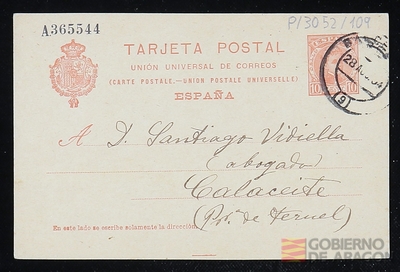 A365544
P/3052/109
TARJETA POSTAL
UNIÓN UNIVERSAL DE CORREOS
(CARTE POSTALE.—UNION POSTALE UNIVERSELLE)
ESPAÑA
10 10
A D. Santiago Vidiella
(abogado)
Calaceite
(Pr. de Teruel)
En este lado se escribe solamente la dirección.
GOBIERNO
DE ARAGON